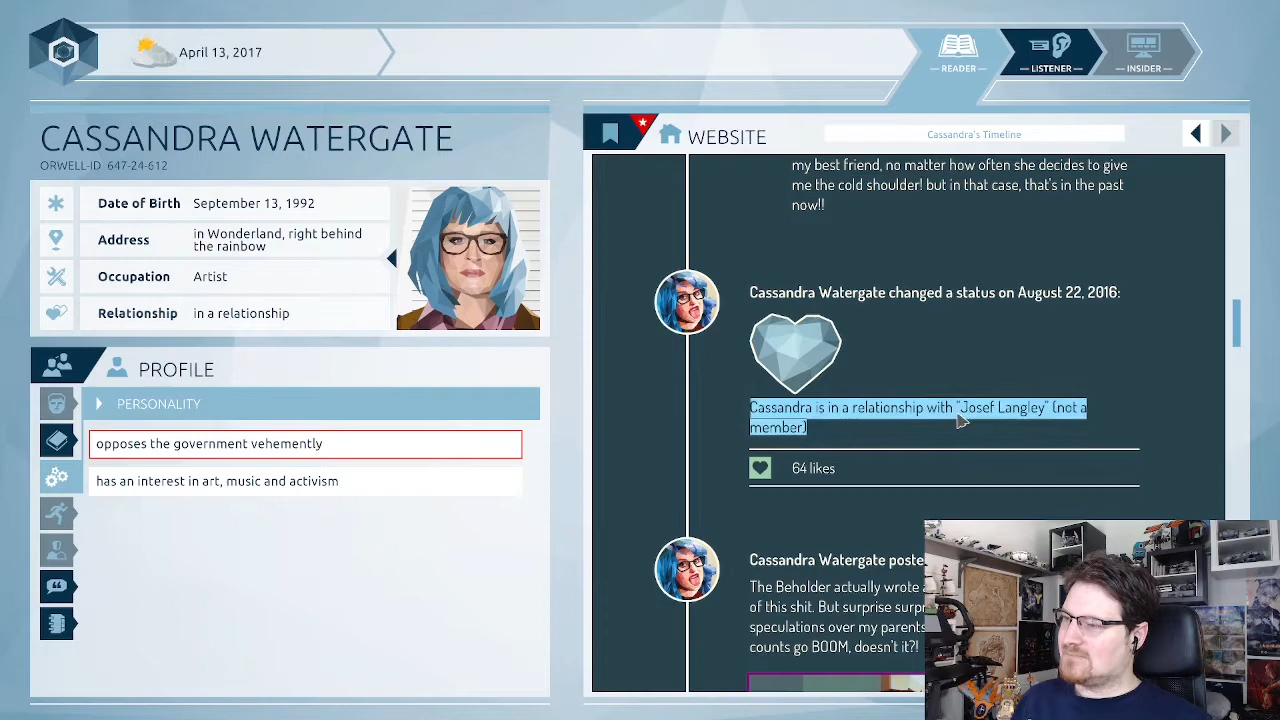 April 13, 2017
READER
LISTENER
INSIDER
CASSANDRA WATERGATE
ORWELL-ID 647-24-612
Date of Birth September 13, 1992
Address in Wonderland, right behind
the rainbow
Occupation Artist
Relationship in a relationship
PROFILE
PERSONALITY
opposes the government vehemently
has an interest in art, music and activism
WEBSITE
Cassandra's Timeline
my best friend, no matter how often she decides to give
me the cold shoulder! but in that case, that's in the past
now!!
Cassandra Watergate changed a status on August 22, 2016:
Cassandra is in a relationship with "Josef Langley" (not a
member)
64 likes
Cassandra Watergate poste
The Beholder actually wrote
of this shit. But surprise surpr
speculations over my parents
counts go BOOM, doesn't it?!